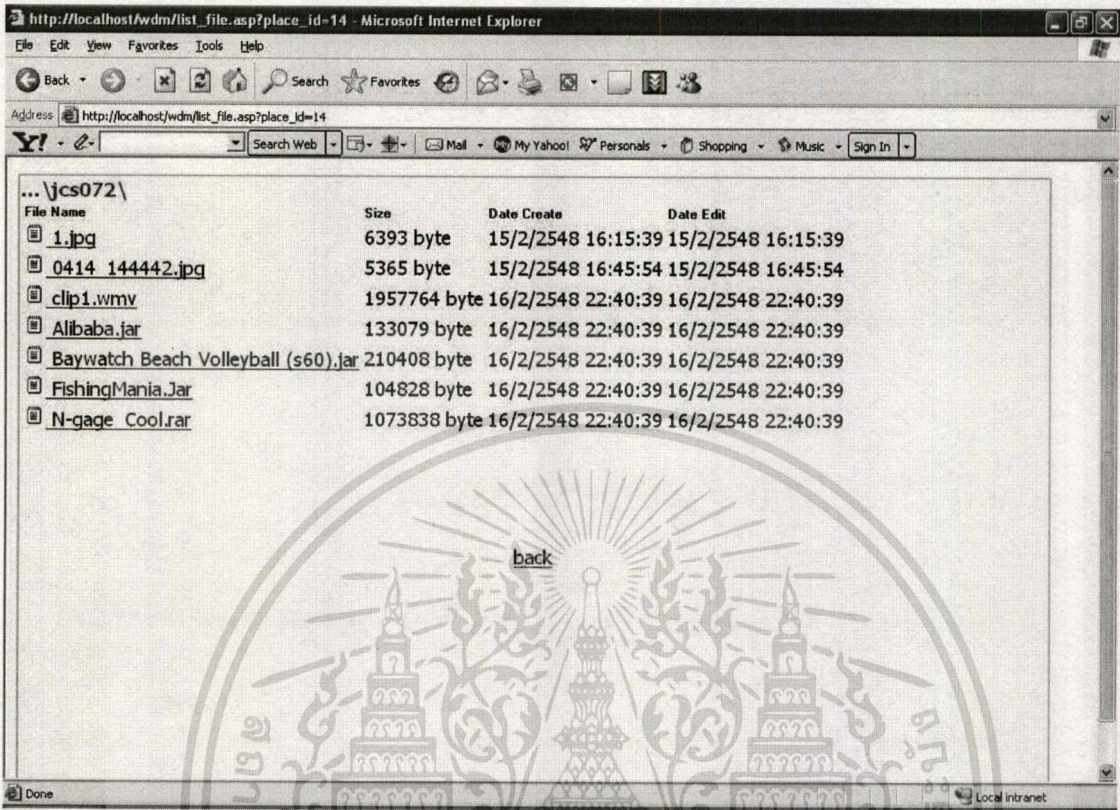 http://localhost/wdm/list_file.asp?place_id=14 - Microsoft Internet Explorer
File Edit View Favorites Tools Help
Back Search Favorites
Address http://localhost/wdm/list_file.asp?place_id=14
Y! Search Web Mail My Yahoo! Personals Shopping Music Sign In
...\jcs072\
File Name Size Date Create Date Edit
1.jpg 6393 byte 15/2/2548 16:15:39 15/2/2548 16:15:39
0414_144442.jpg 5365 byte 15/2/2548 16:45:54 15/2/2548 16:45:54
clip1.wmv 1957764 byte 16/2/2548 22:40:39 16/2/2548 22:40:39
Alibaba.jar 133079 byte 16/2/2548 22:40:39 16/2/2548 22:40:39
Baywatch Beach Volleyball (s60).jar 210408 byte 16/2/2548 22:40:39 16/2/2548 22:40:39
FishingMania.Jar 104828 byte 16/2/2548 22:40:39 16/2/2548 22:40:39
N-gage_Cool.rar 1073838 byte 16/2/2548 22:40:39 16/2/2548 22:40:39
back
Done Local intranet